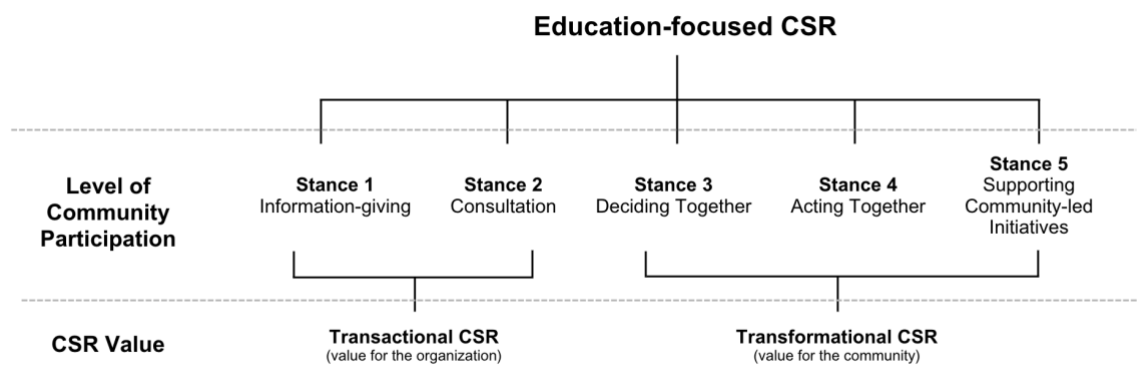 Education-focused CSR
Level of
Community
Participation
Stance 1
Information-giving
Stance 2
Consultation
Stance 3
Deciding Together
Stance 4
Acting Together
Stance 5
Supporting
Community-led
Initiatives
CSR Value
Transactional CSR
(value for the organization)
Transformational CSR
(value for the community)